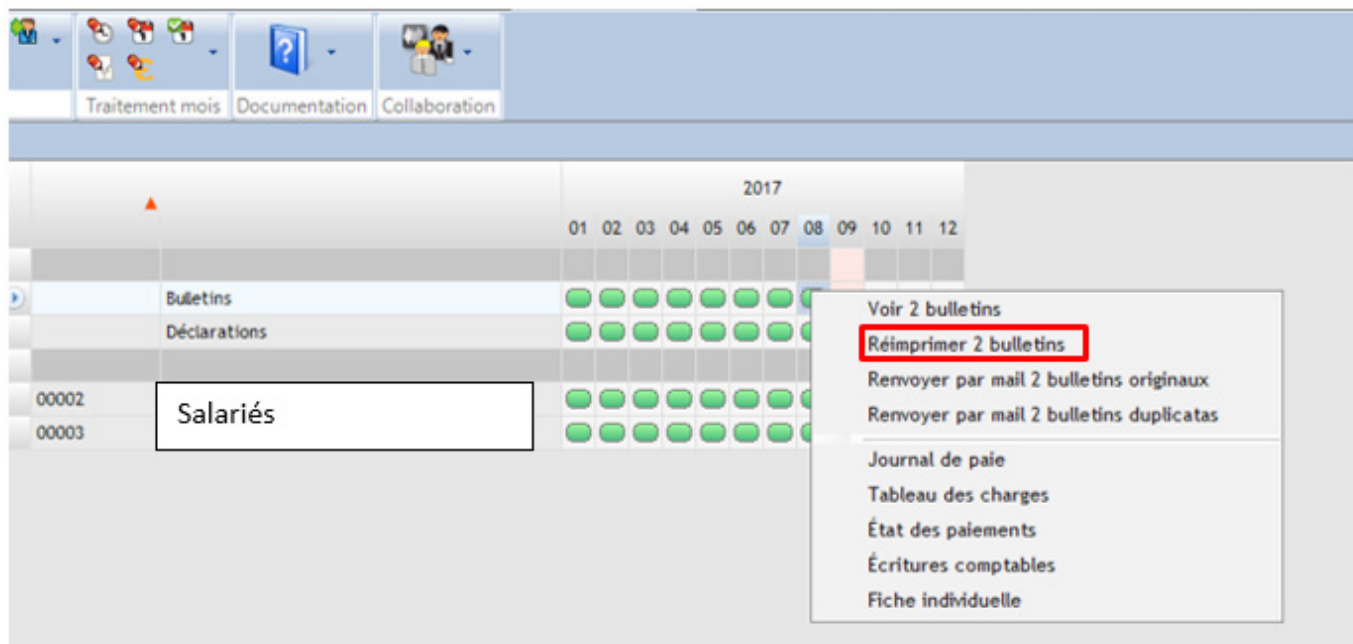 Traitement mois Documentation Collaboration
2017
01 02 03 04 05 06 07 08 09 10 11 12
Bulletins
Déclarations
00002
Salariés
00003
Voir 2 bulletins
Réimprimer 2 bulletins
Renvoyer par mail 2 bulletins originaux
Renvoyer par mail 2 bulletins duplicatas
Journal de paie
Tableau des charges
État des paiements
Écritures comptables
Fiche individuelle